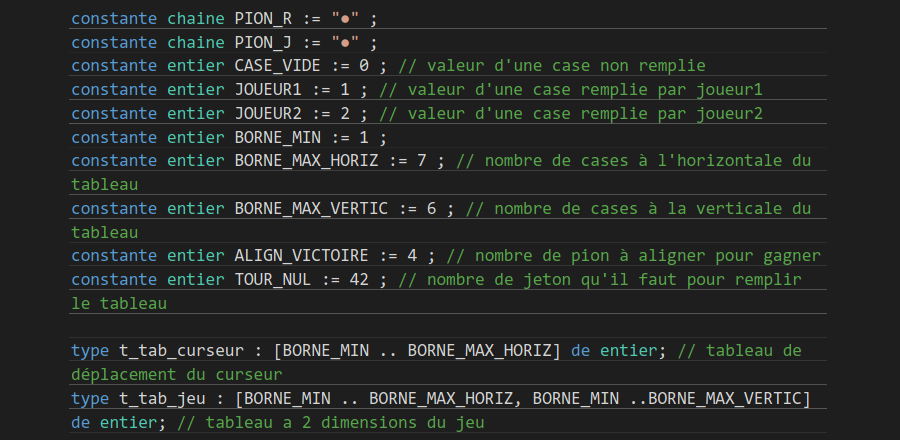 constante chaine PION_R := "●" ;
constante chaine PION_J := "●" ;
constante entier CASE_VIDE := 0 ; // valeur d'une case non remplie
constante entier JOUEUR1 := 1 ; // valeur d'une case remplie par joueur1
constante entier JOUEUR2 := 2 ; // valeur d'une case remplie par joueur2
constante entier BORNE_MIN := 1 ;
constante entier BORNE_MAX_HORIZ := 7 ; // nombre de cases à l'horizontale du
tableau
constante entier BORNE_MAX_VERTIC := 6 ; // nombre de cases à la verticale du
tableau
constante entier ALIGN_VICTOIRE := 4 ; // nombre de pion à aligner pour gagner
constante entier TOUR_NUL := 42 ; // nombre de jeton qu'il faut pour remplir
le tableau
type t_tab_curseur : [BORNE_MIN .. BORNE_MAX_HORIZ] de entier; // tableau de
déplacement du curseur
type t_tab_jeu : [BORNE_MIN .. BORNE_MAX_HORIZ, BORNE_MIN ..BORNE_MAX_VERTIC]
de entier; // tableau a 2 dimensions du jeu